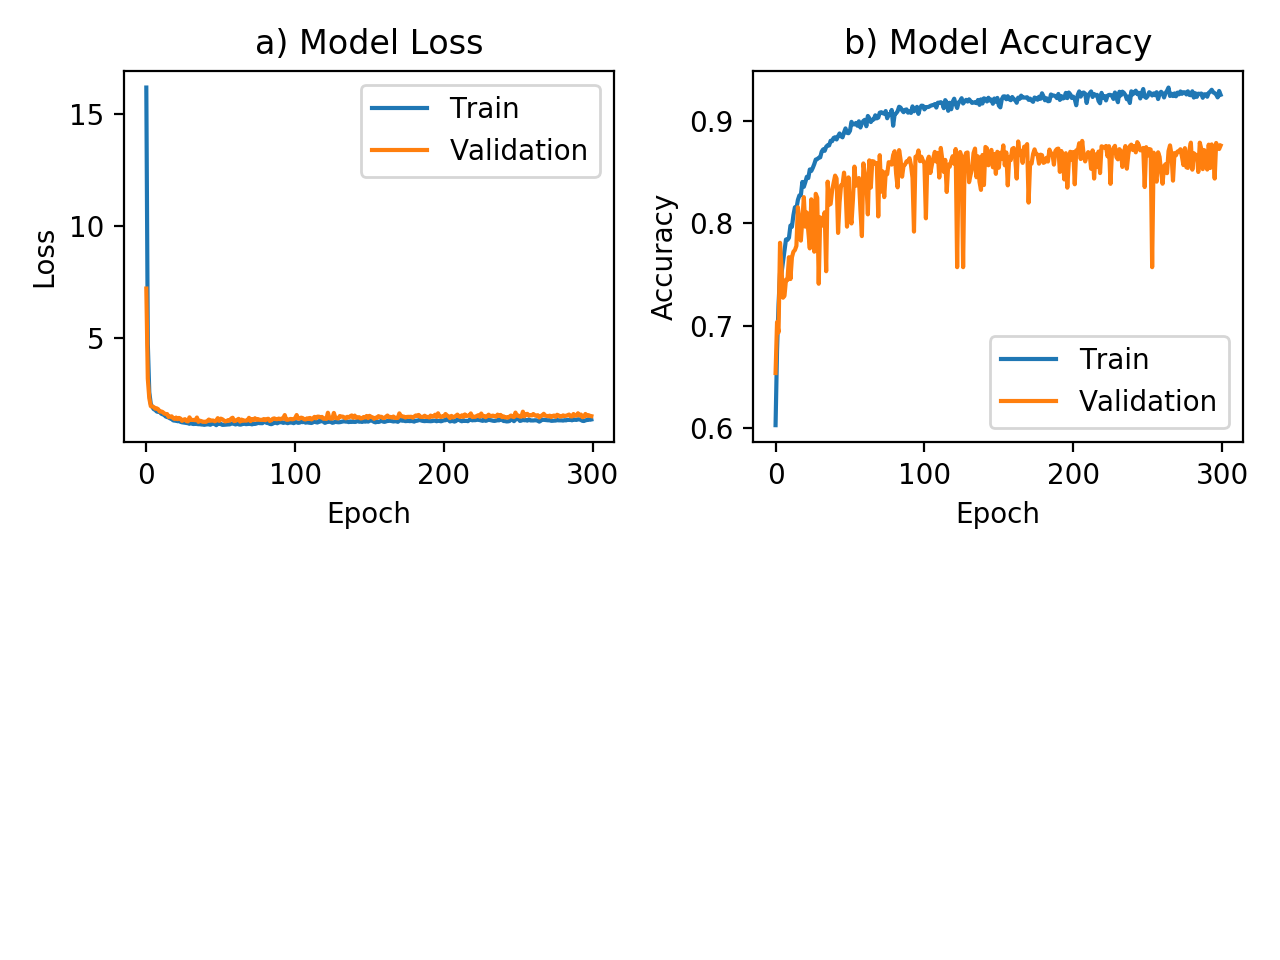 a) Model Loss
15
10
5
Loss
Train
Validation
0
100
200
300
Epoch
b) Model Accuracy
0.9
0.8
0.7
0.6
Accuracy
Train
Validation
0
100
200
300
Epoch